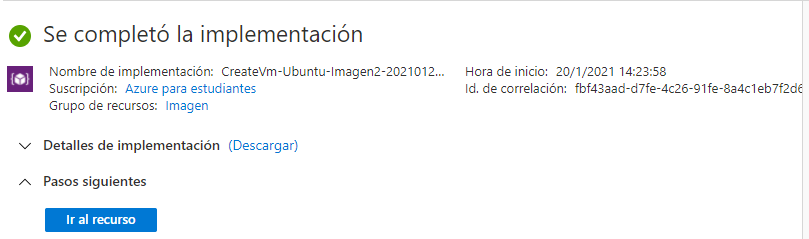 Se completó la implementación
Nombre de implementación: CreateVm-Ubuntu-Imagen2-2021012...
Hora de inicio: 20/1/2021 14:23:58
Suscripción: Azure para estudiantes
Id. de correlación: fbf43aad-d7fe-4c26-91fe-8a4c1eb7f2d6
Grupo de recursos: Imagen
Detalles de implementación (Descargar)
Pasos siguientes
Ir al recurso